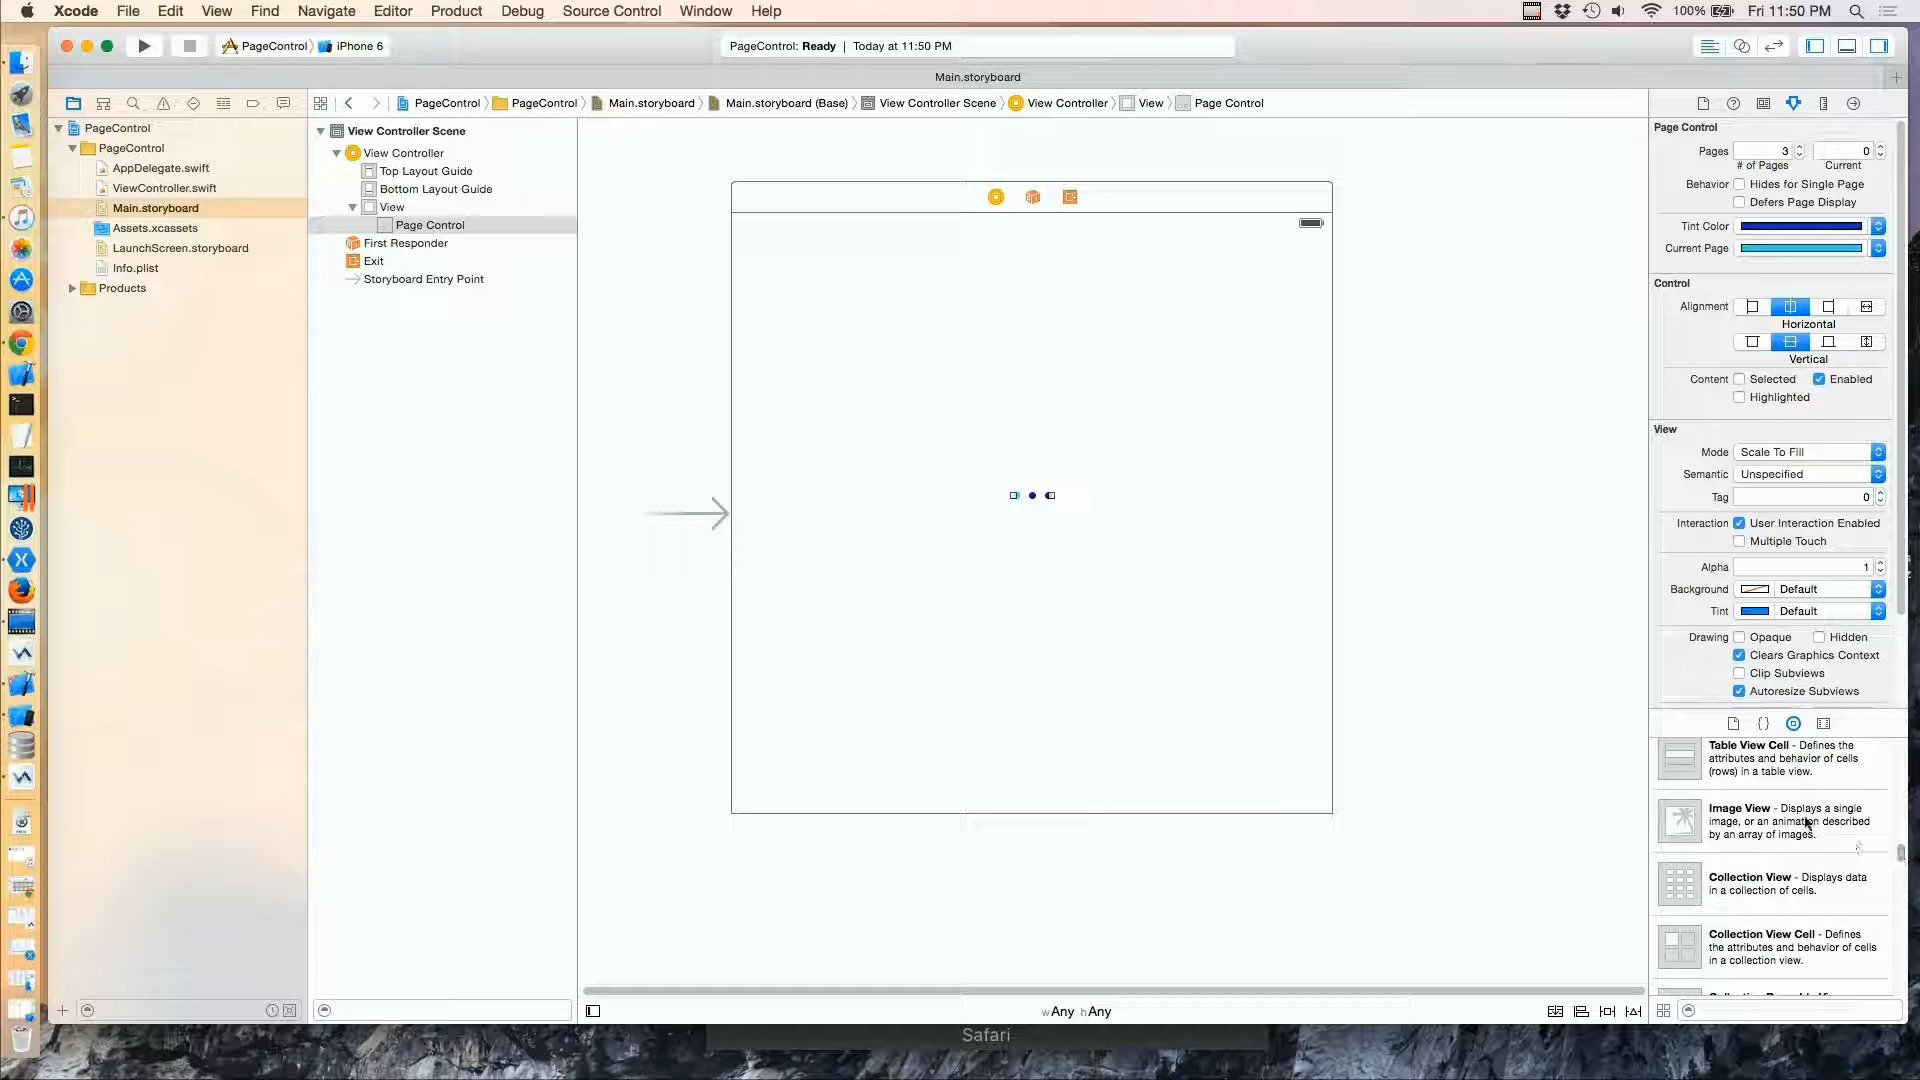 Xcode File Edit View Find Navigate Editor Product Debug Source Control Window Help 100% Fri 11:50 PM
PageControl iPhone 6
PageControl: Ready | Today at 11:50 PM
Main.storyboard
PageControl PageControl Main.storyboard Main.storyboard (Base) View Controller Scene View Controller View Page Control
PageControl
PageControl
AppDelegate.swift
ViewController.swift
Main.storyboard
Assets.xcassets
LaunchScreen.storyboard
Info.plist
Products
View Controller Scene
View Controller
Top Layout Guide
Bottom Layout Guide
View
Page Control
First Responder
Exit
Storyboard Entry Point
Page Control
Pages 3 0
# of Pages Current
Behavior Hides for Single Page
Defers Page Display
Tint Color
Current Page
Control
Alignment
Horizontal
Vertical
Content Selected Enabled
Highlighted
View
Mode Scale To Fill
Semantic Unspecified
Tag 0
Interaction User Interaction Enabled
Multiple Touch
Alpha 1
Background Default
Tint Default
Drawing Opaque Hidden
Clears Graphics Context
Clip Subviews
Autoresize Subviews
Table View Cell - Defines the
attributes and behavior of cells
(rows) in a table view.
Image View - Displays a single
image, or an animation described
by an array of images.
Collection View - Displays data
in a collection of cells.
Collection View Cell - Defines
the attributes and behavior of cells
in a collection view.
wAny hAny
Safari